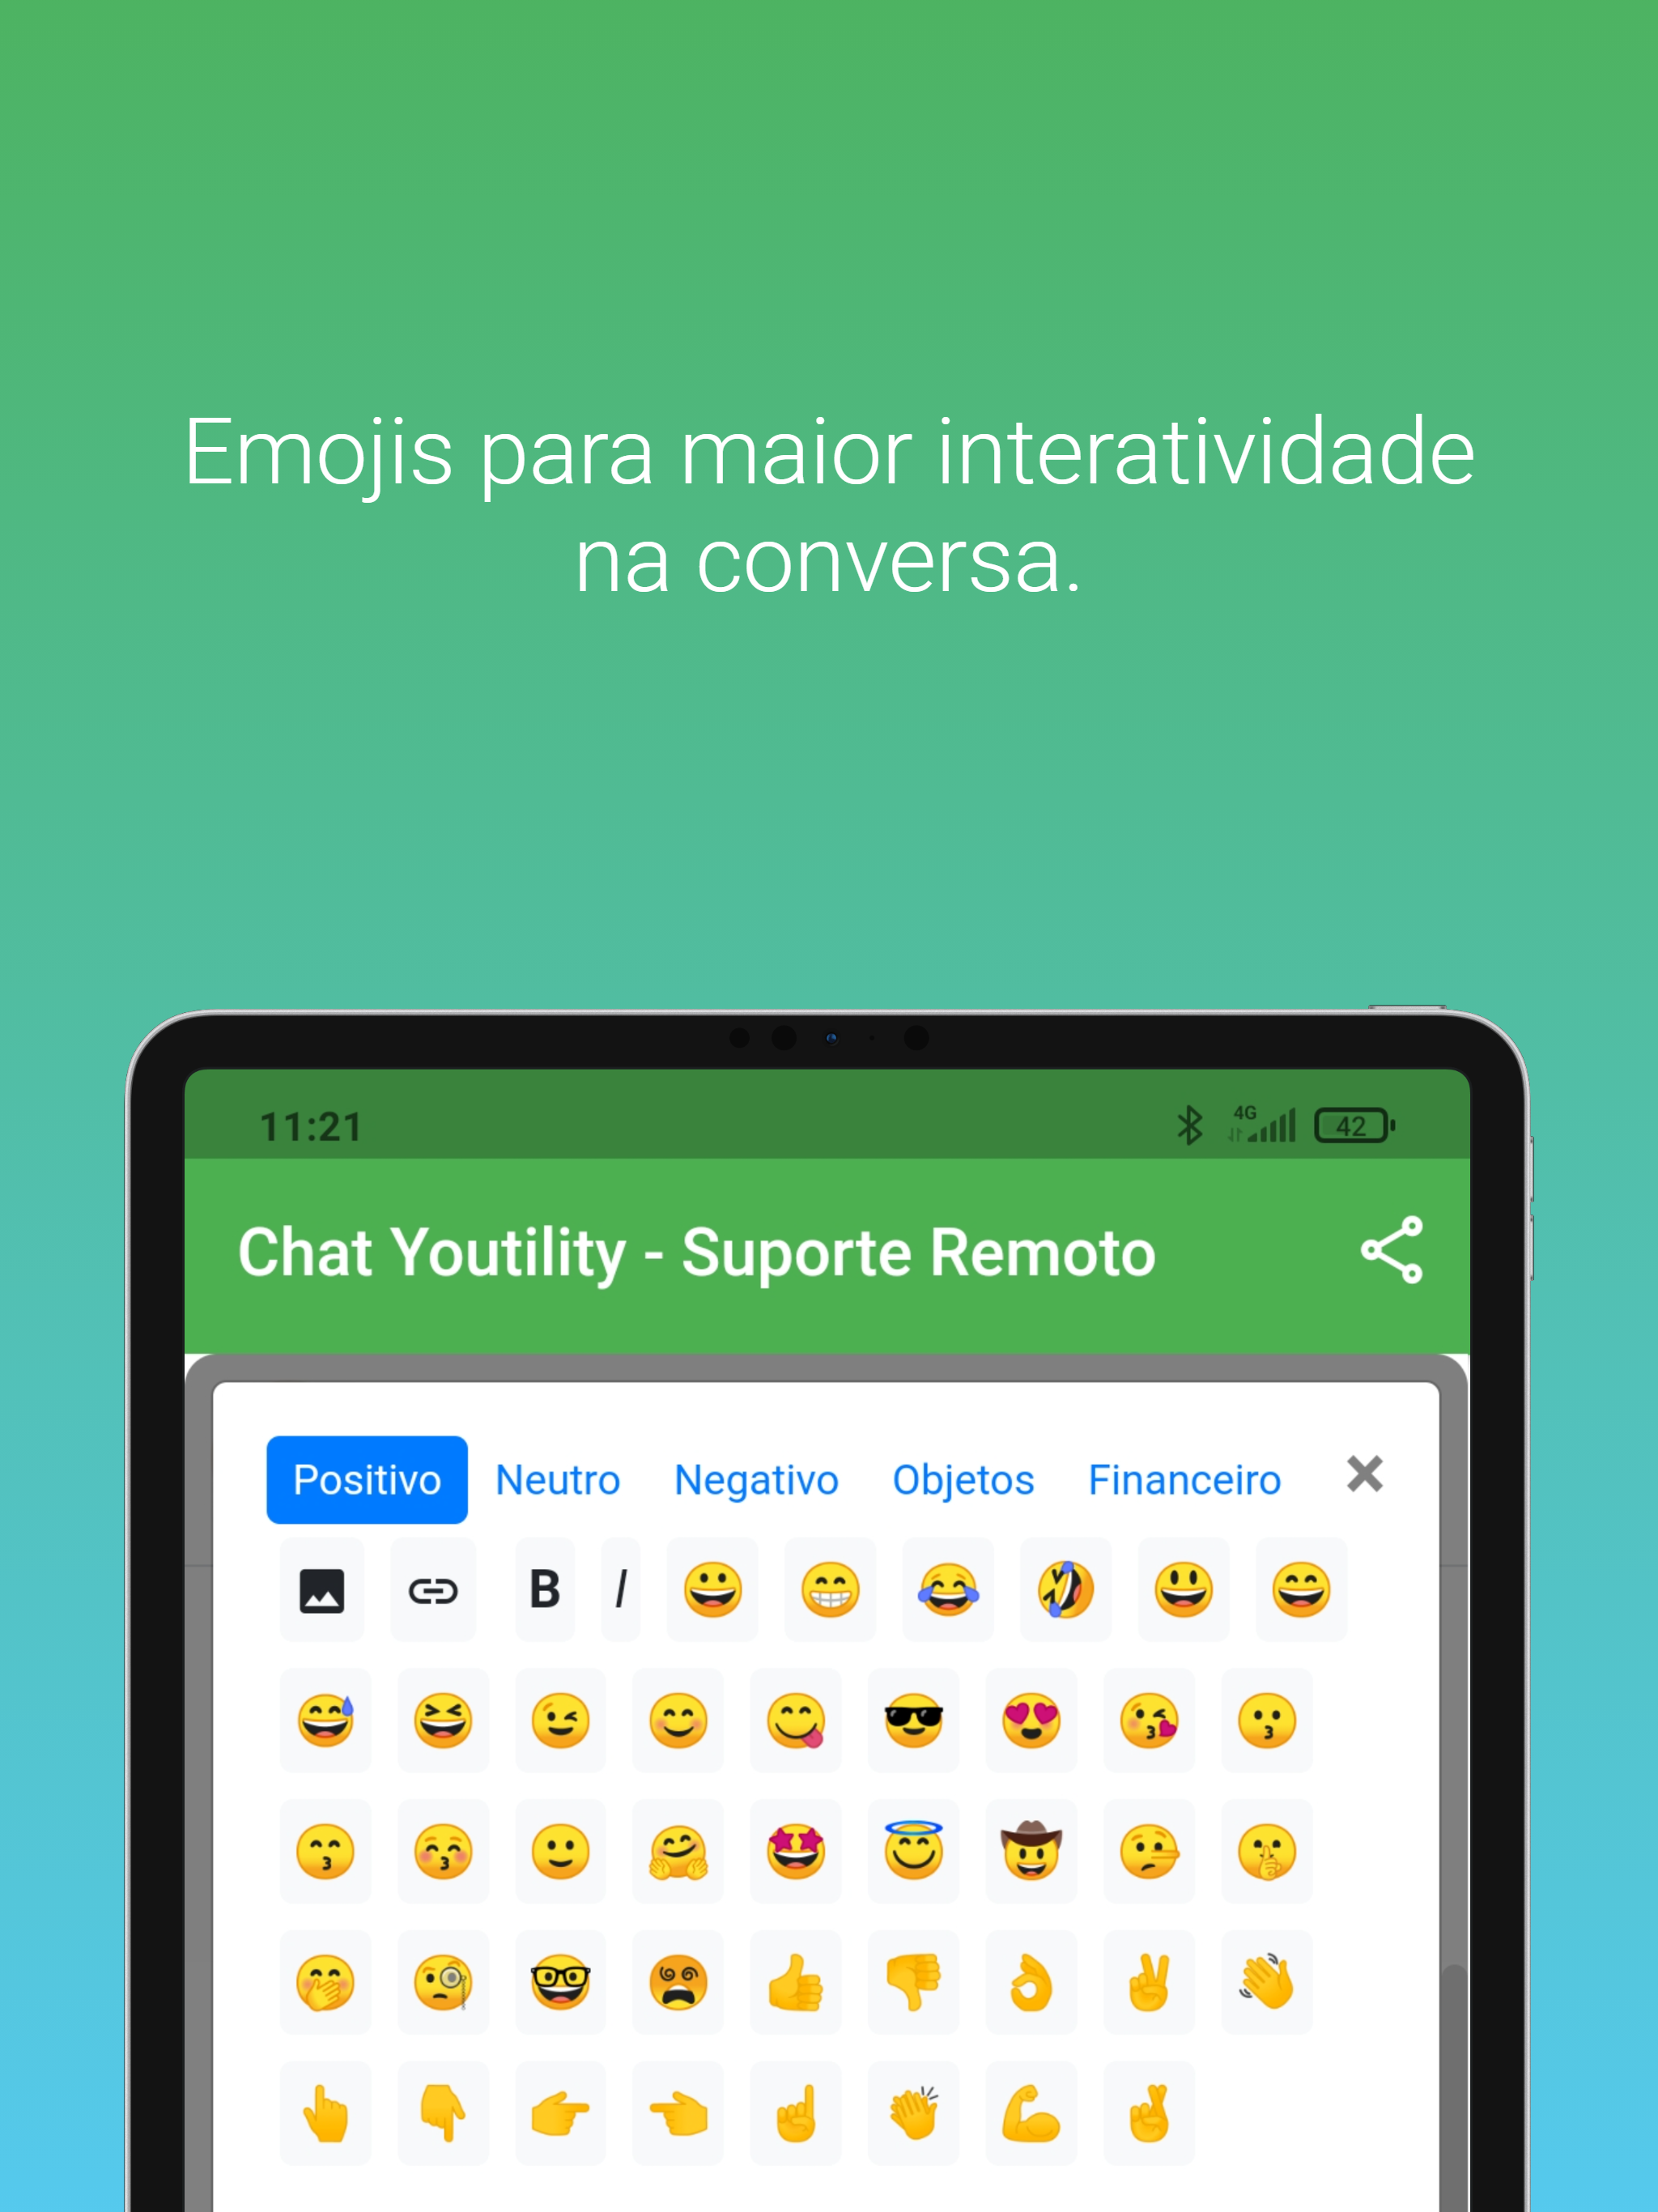 Emojis para maior interatividade
na conversa.
11:21 4G 42
Chat Youtility - Suporte Remoto
Positivo Neutro Negativo Objetos Financeiro ×
B I